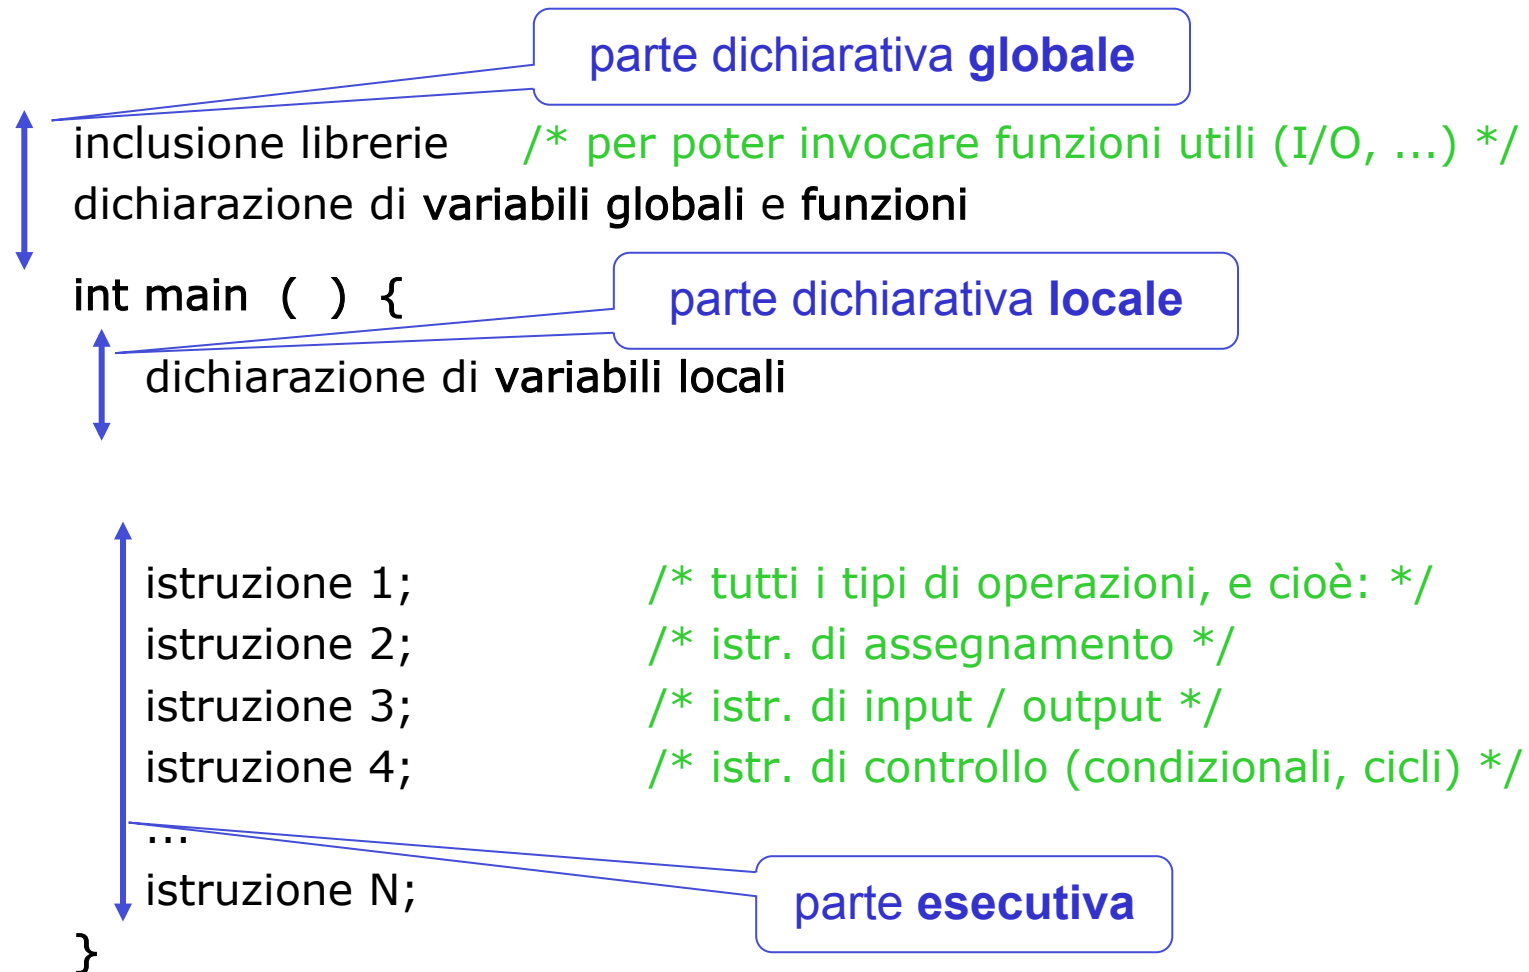 parte dichiarativa globale
inclusione librerie /* per poter invocare funzioni utili (I/O, ...) */
dichiarazione di variabili globali e funzioni
int main ( ) {
parte dichiarativa locale
dichiarazione di variabili locali
istruzione 1; /* tutti i tipi di operazioni, e cioè: */
istruzione 2; /* istr. di assegnamento */
istruzione 3; /* istr. di input / output */
istruzione 4; /* istr. di controllo (condizionali, cicli) */
...
istruzione N;
parte esecutiva
}